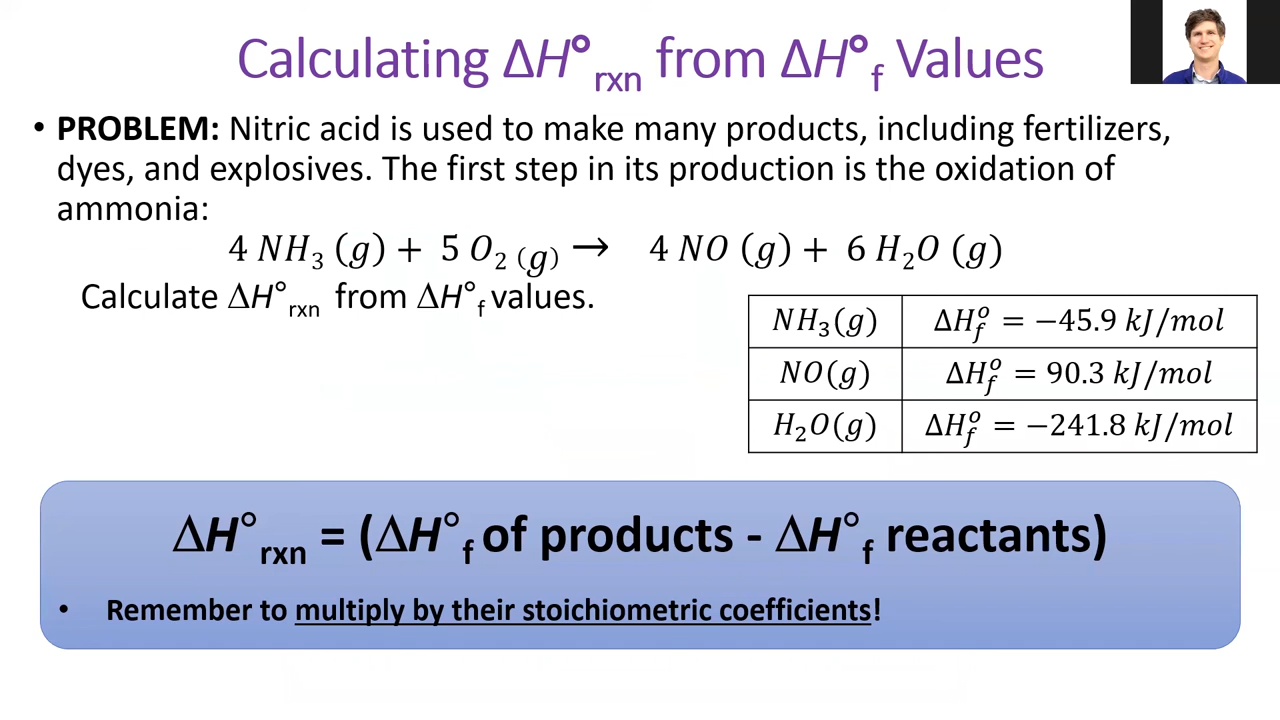 Calculating ΔH°rxn from ΔH°f Values
• PROBLEM: Nitric acid is used to make many products, including fertilizers,
dyes, and explosives. The first step in its production is the oxidation of
ammonia:
4 NH₃ (g) + 5 O₂ (g) → 4 NO (g) + 6 H₂O (g)
Calculate ΔH°rxn from ΔH°f values.
NH₃(g) ΔH°f = −45.9 kJ/mol
NO(g) ΔH°f = 90.3 kJ/mol
H₂O(g) ΔH°f = −241.8 kJ/mol
ΔH°rxn = (ΔH°f of products - ΔH°f reactants)
• Remember to multiply by their stoichiometric coefficients!